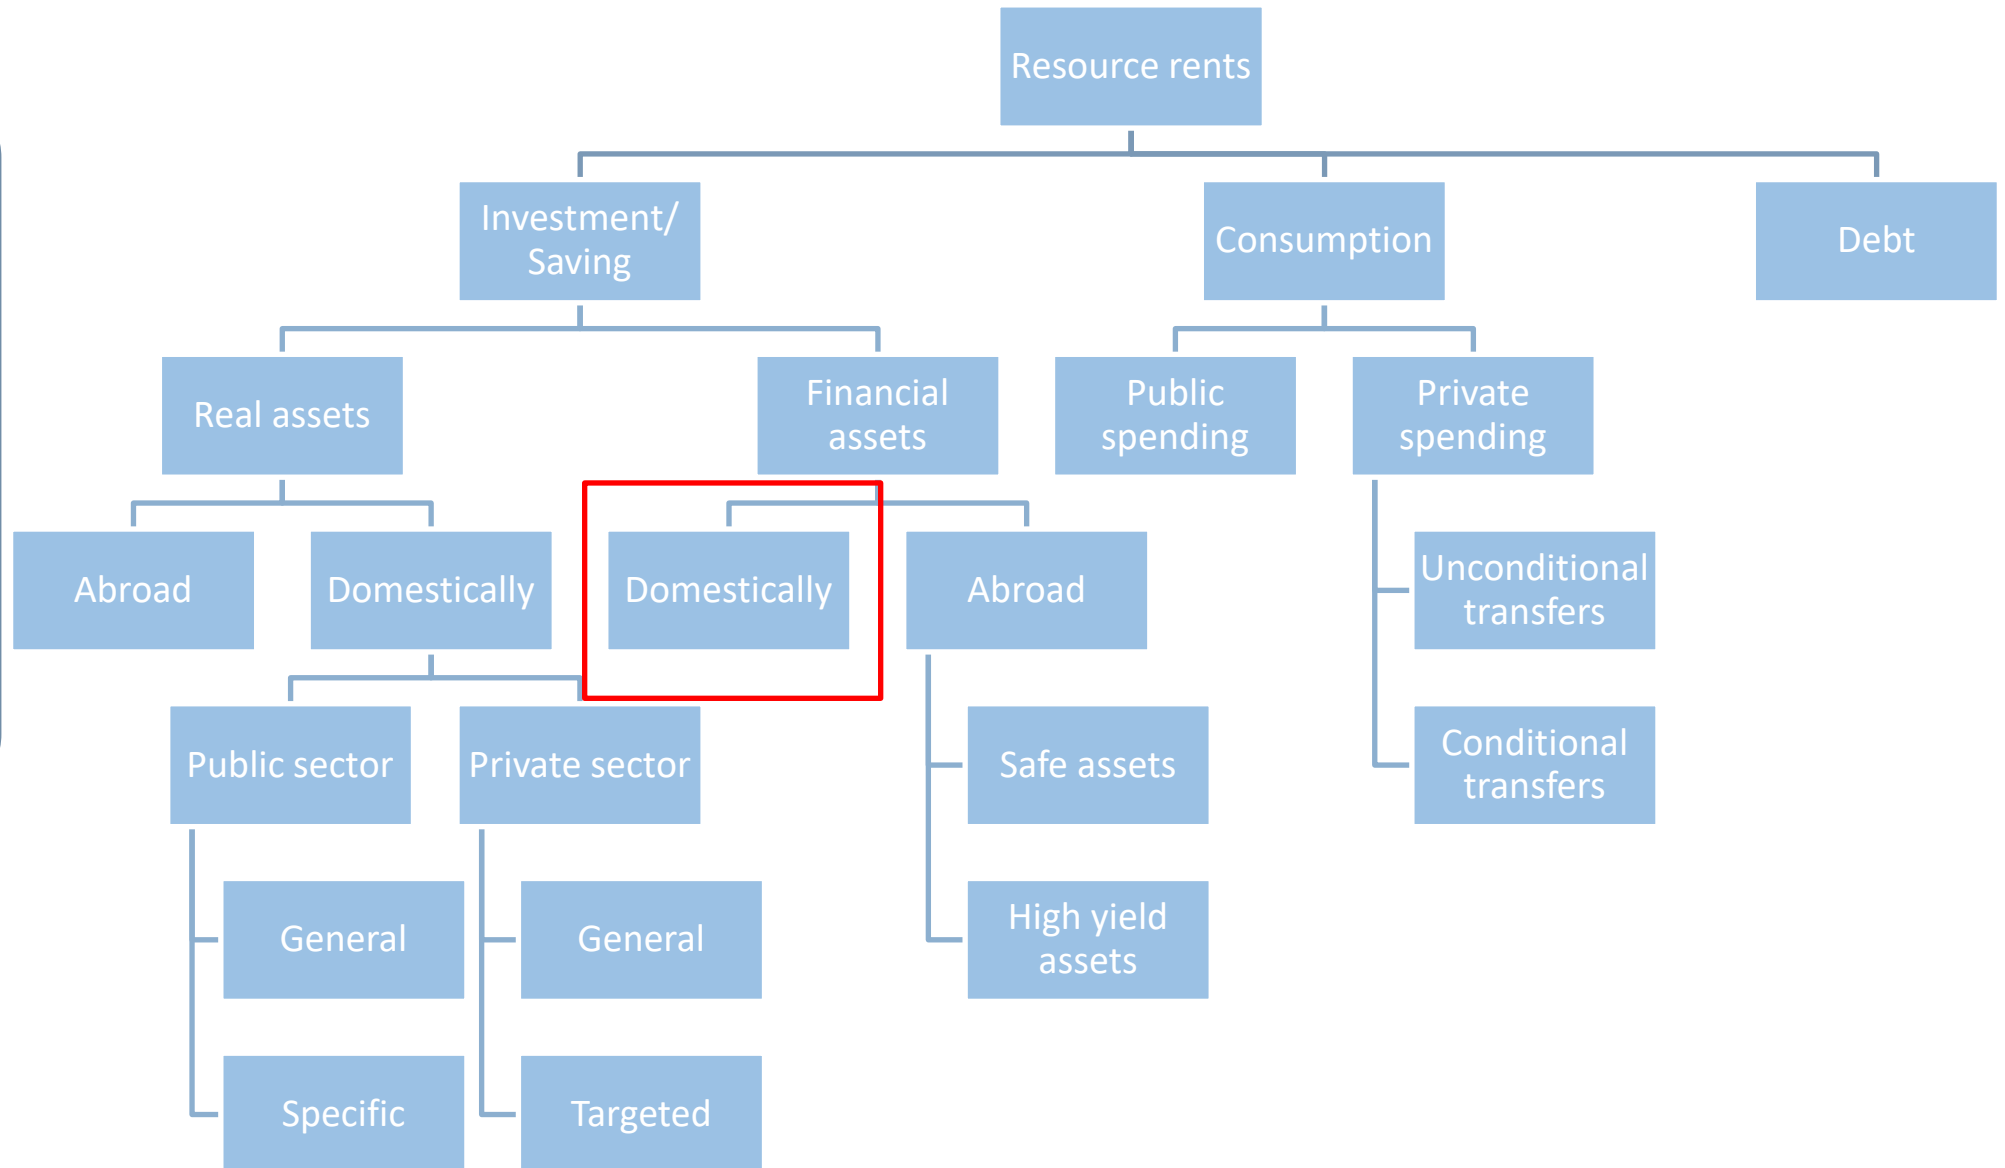 Resource rents
Investment/
Saving
Consumption
Debt
Real assets
Financial
assets
Public
spending
Private
spending
Abroad
Domestically
Domestically
Abroad
Unconditional
transfers
Public sector
Private sector
Safe assets
Conditional
transfers
General
General
High yield
assets
Specific
Targeted